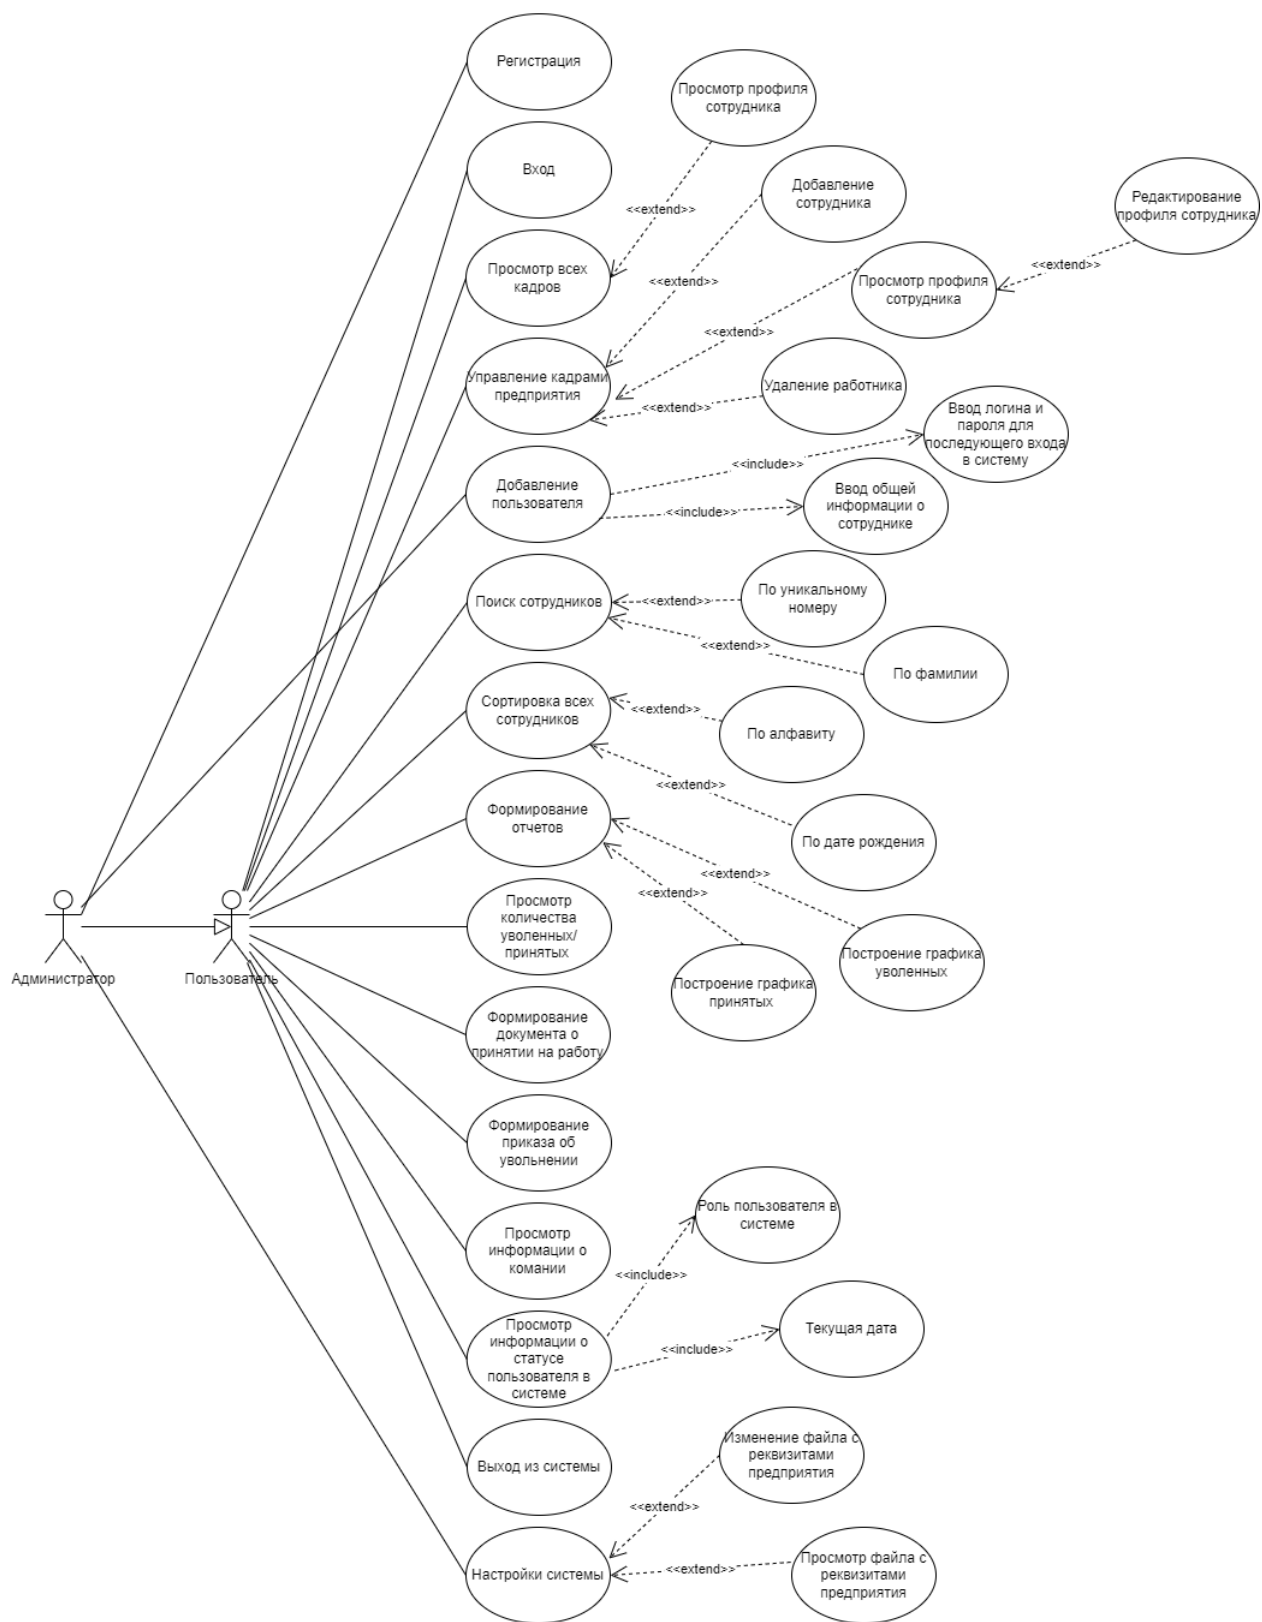 Регистрация
Просмотр профиля
сотрудника
Вход
Добавление
сотрудника
Редактирование
профиля сотрудника
<<extend>>
Просмотр всех
кадров
<<extend>>
<<extend>>
Просмотр профиля
сотрудника
<<extend>>
Управление кадрами
предприятия
<<extend>>
Удаление работника
Ввод логина и
пароля для
последующего входа
в систему
Добавление
пользователя
<<include>>
<<include>>
Ввод общей
информации о
сотруднике
Поиск сотрудников
<<extend>>
По уникальному
номеру
<<extend>>
По фамилии
Сортировка всех
сотрудников
<<extend>>
По алфавиту
<<extend>>
По дате рождения
Формирование
отчетов
<<extend>>
<<extend>>
Просмотр
количества
уволенных/
принятых
Построение графика
уволенных
Построение графика
принятых
Администратор
Пользователь
Формирование
документа о
принятии на работу
Формирование
приказа об
увольнении
Роль пользователя в
системе
Просмотр
информации о
комании
<<include>>
Просмотр
информации о
статусе
пользователя в
системе
<<include>>
Текущая дата
Выход из системы
Изменение файла с
реквизитами
предприятия
<<extend>>
Настройки системы
<<extend>>
Просмотр файла с
реквизитами
предприятия